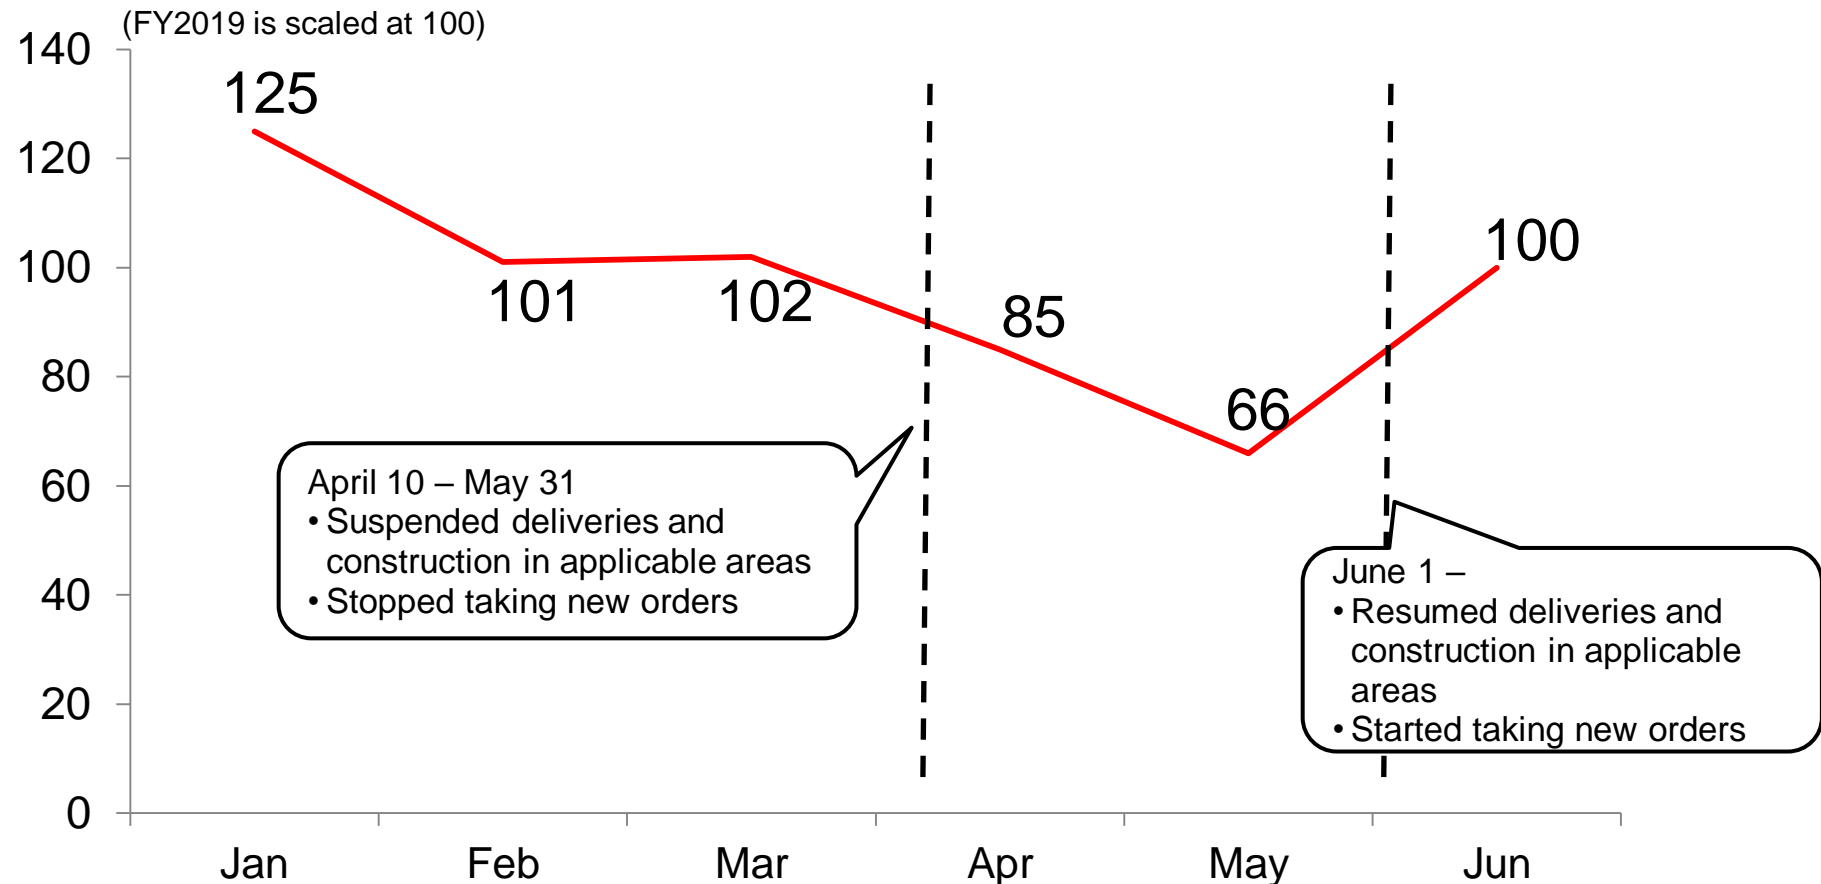 (FY2019 is scaled at 100)
140
120
100
80
60
40
20
0
125
101
102
85
66
100
April 10 – May 31
• Suspended deliveries and
construction in applicable areas
• Stopped taking new orders
June 1 –
• Resumed deliveries and
construction in applicable
areas
• Started taking new orders
Jan Feb Mar Apr May Jun